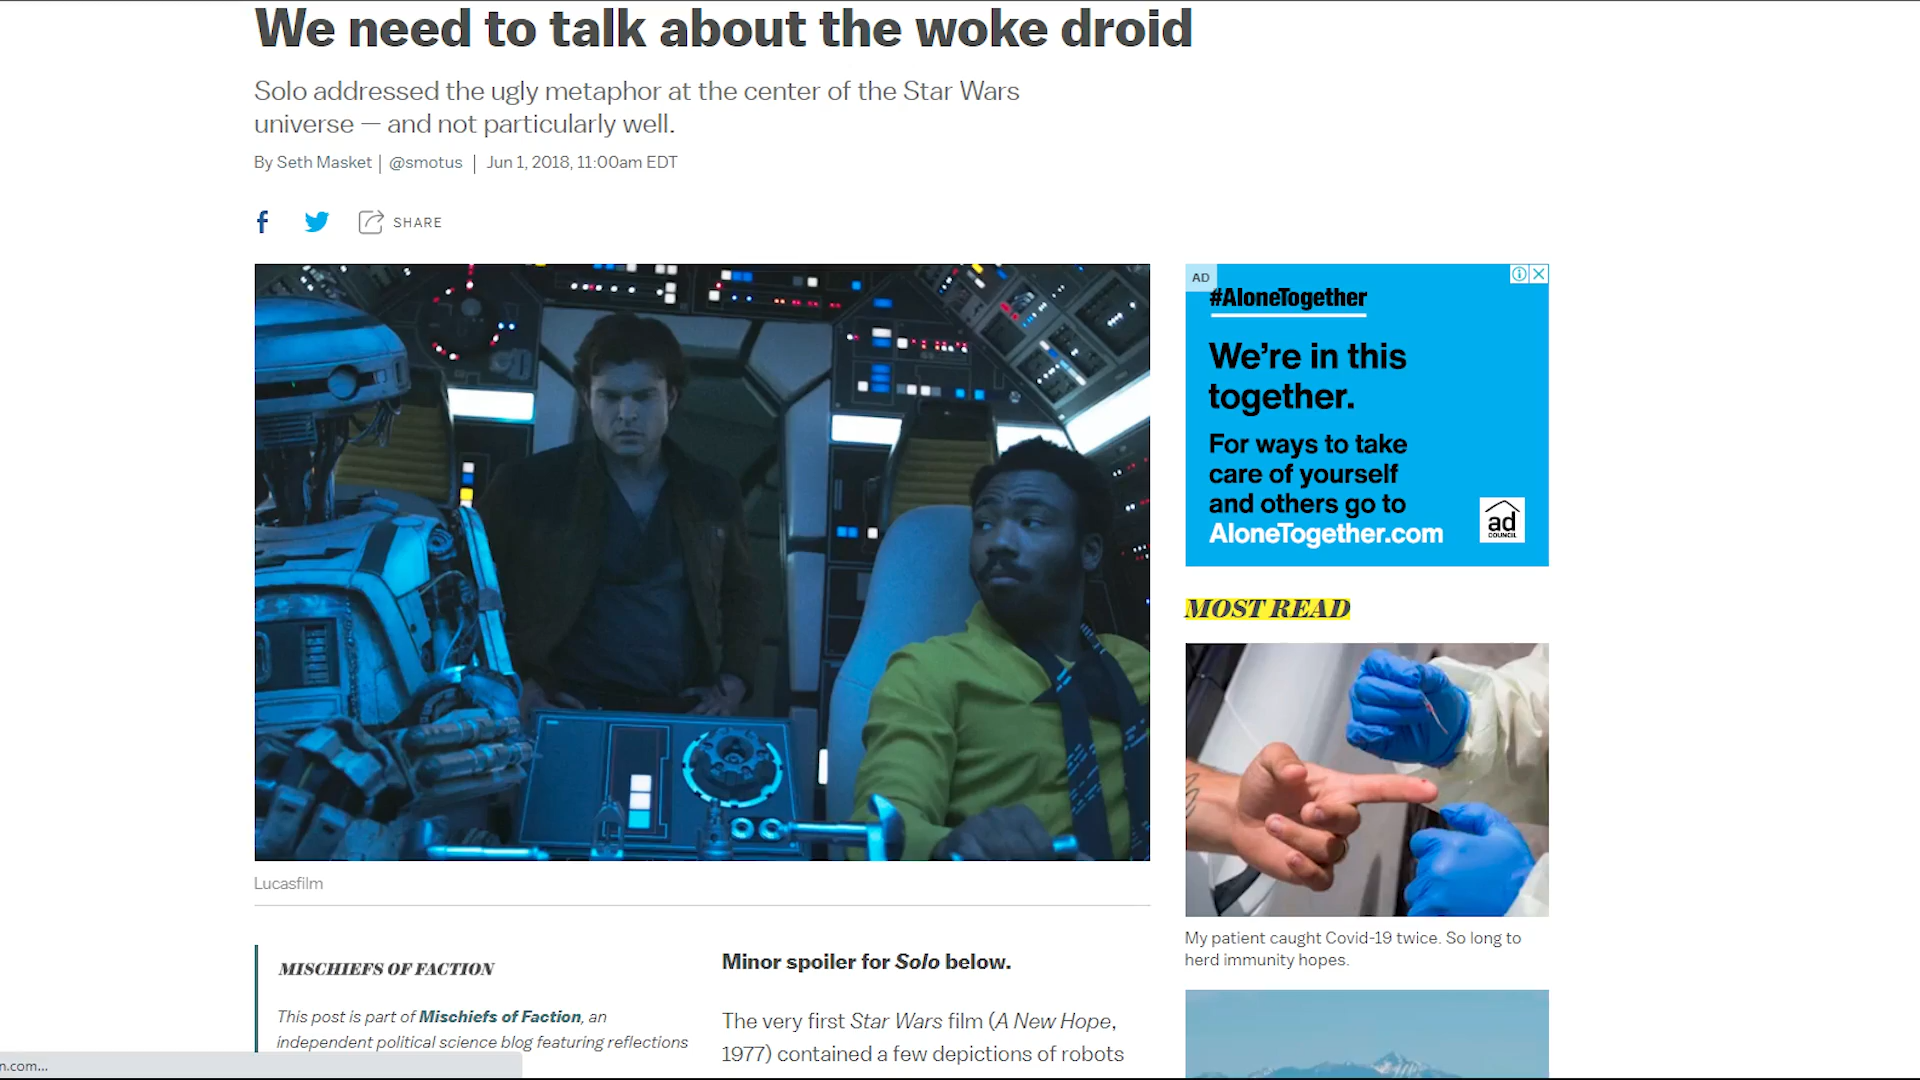 We need to talk about the woke droid
Solo addressed the ugly metaphor at the center of the Star Wars
universe — and not particularly well.
By Seth Masket | @smotus | Jun 1, 2018, 11:00am EDT
SHARE
AD
#AloneTogether
We're in this
together.
For ways to take
care of yourself
and others go to
AloneTogether.com
ad
COUNCIL
MOST READ
My patient caught Covid-19 twice. So long to
herd immunity hopes.
Lucasfilm
MISCHIEFS OF FACTION
This post is part of Mischiefs of Faction, an
independent political science blog featuring reflections
Minor spoiler for Solo below.
The very first Star Wars film (A New Hope,
1977) contained a few depictions of robots
n.com...